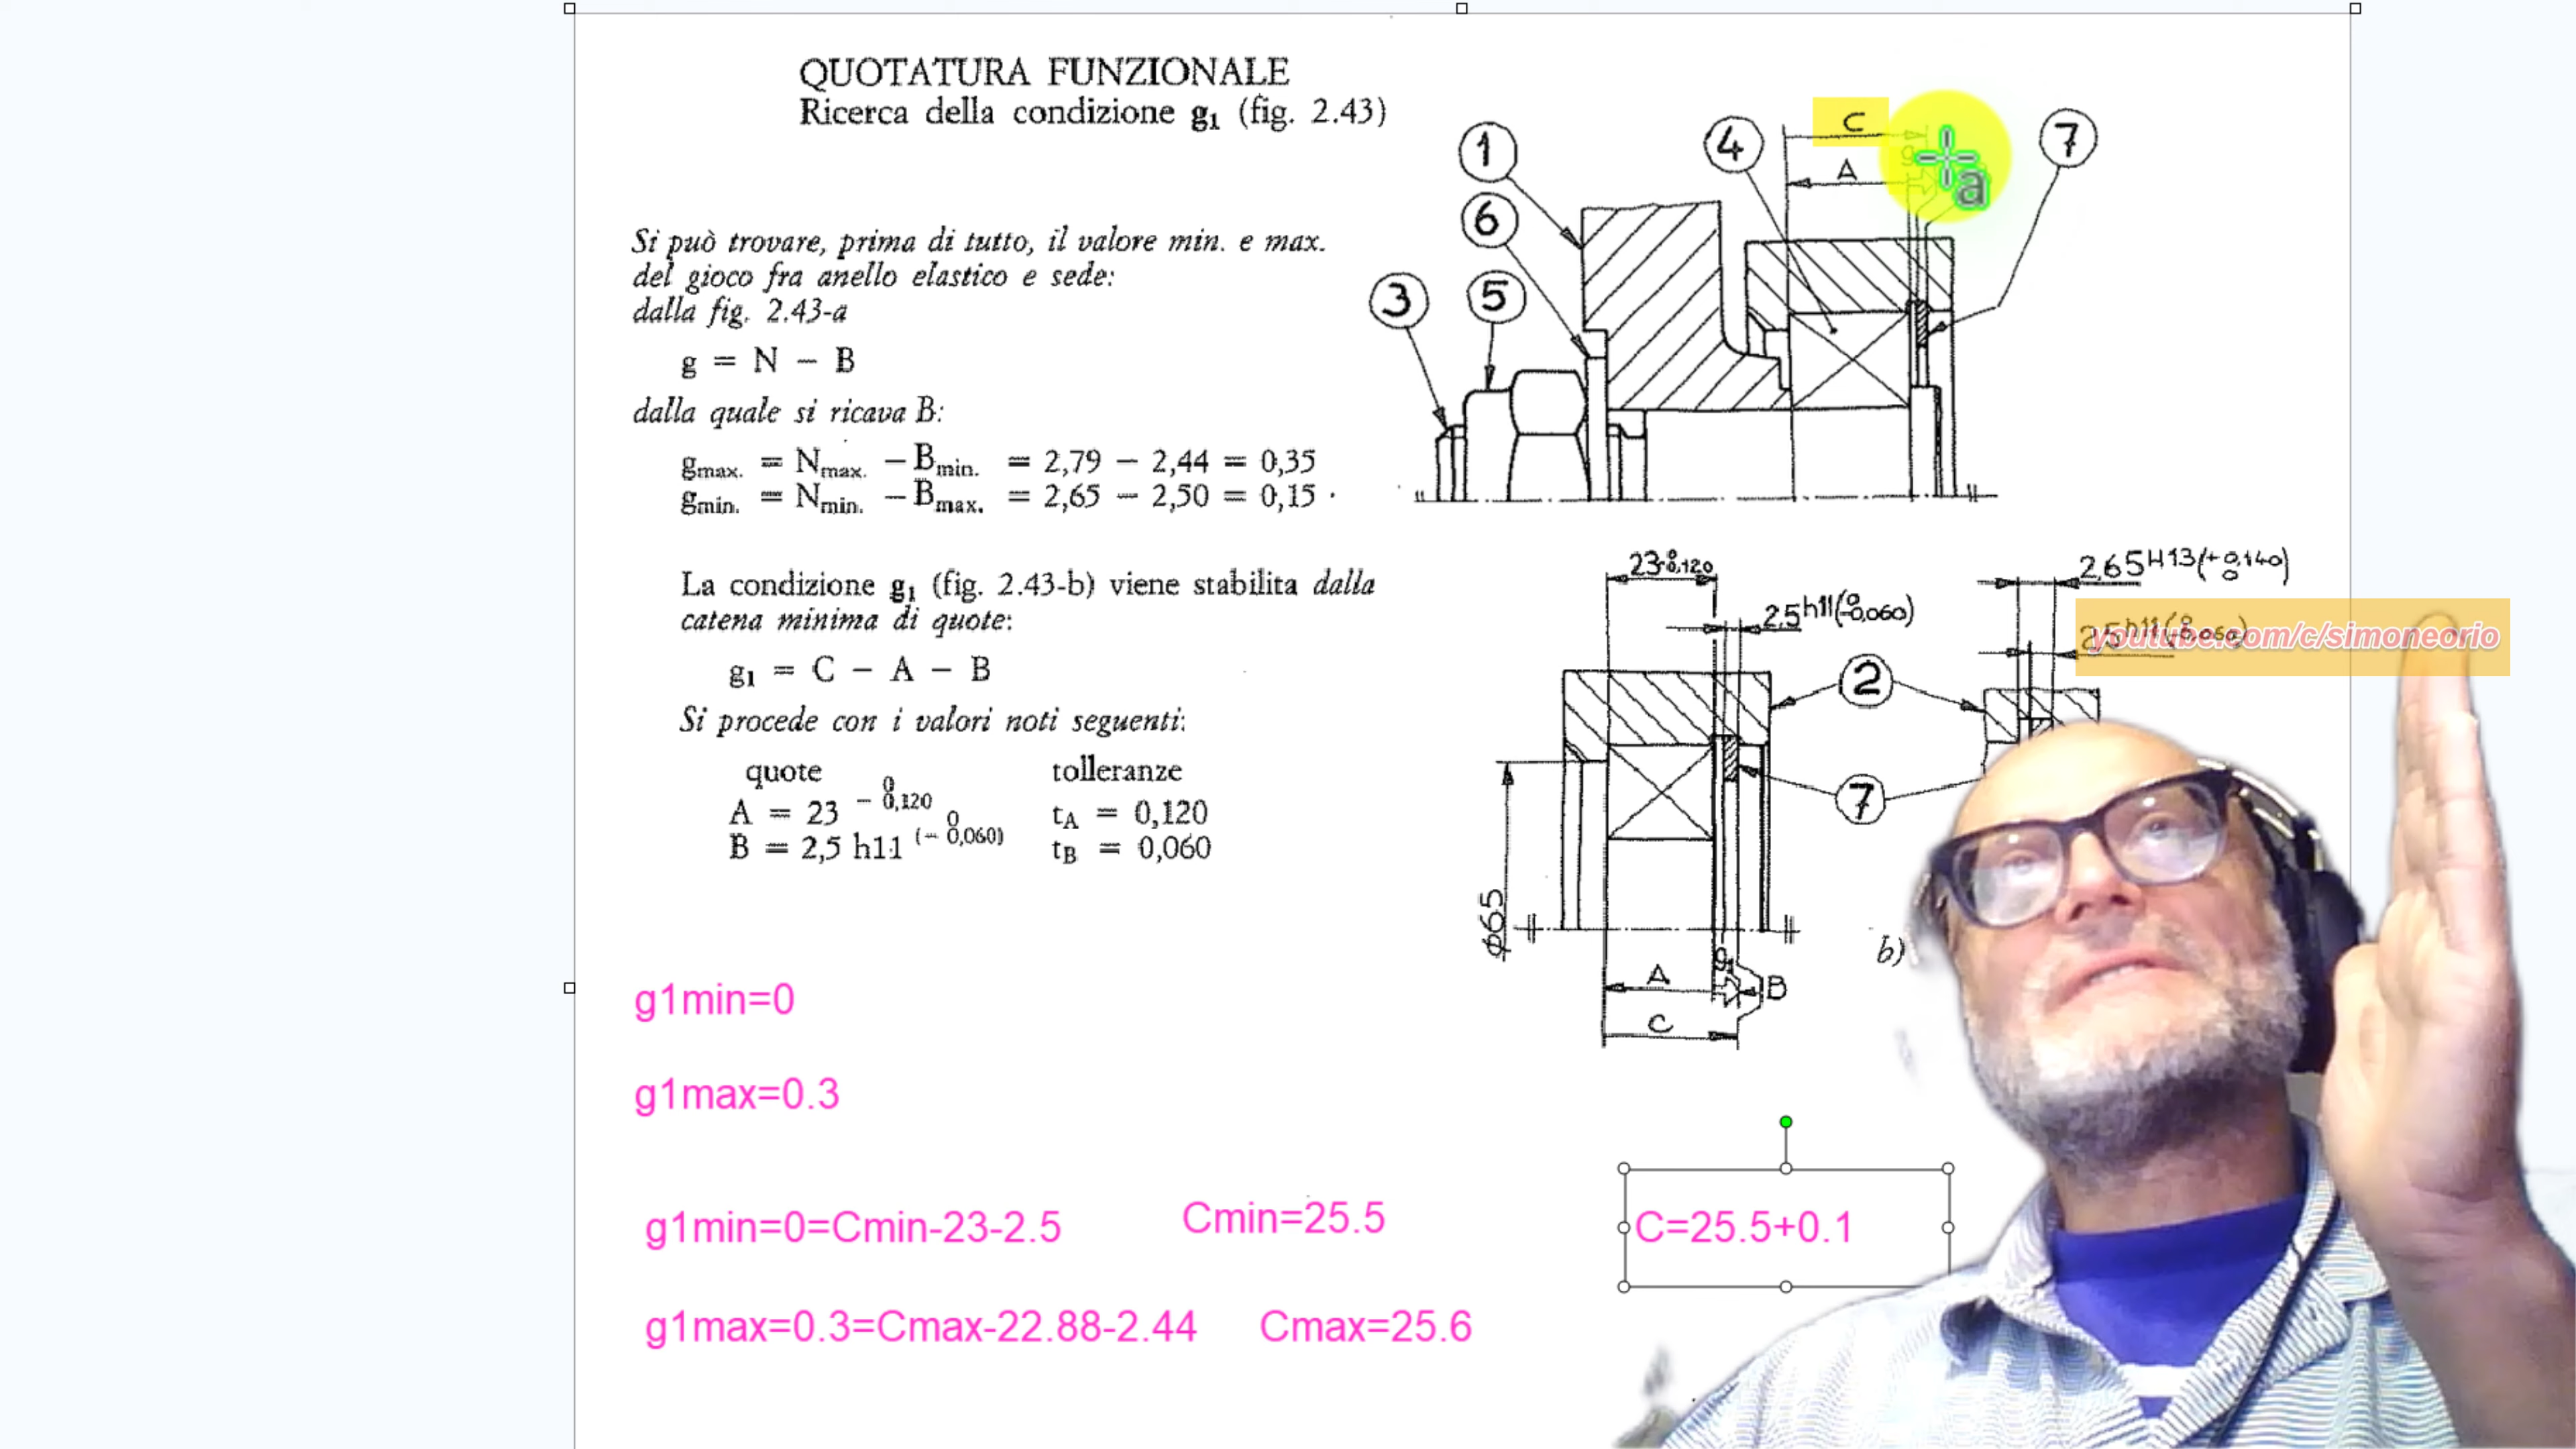 QUOTATURA FUNZIONALE
Ricerca della condizione g1 (fig. 2.43)
Si può trovare, prima di tutto, il valore min. e max.
del gioco fra anello elastico e sede:
dalla fig. 2.43-a
g = N - B
dalla quale si ricava B:
gmax. = Nmax. - Bmin. = 2,79 - 2,44 = 0,35
gmin. = Nmin. - Bmax. = 2,65 - 2,50 = 0,15
La condizione g1 (fig. 2.43-b) viene stabilita dalla
catena minima di quote:
g1 = C - A - B
Si procede con i valori noti seguenti:
quote tolleranze
A = 23 0 - 0,120 tA = 0,120
B = 2,5 h11 0 (- 0,060) tB = 0,060
g1min=0
g1max=0.3
g1min=0=Cmin-23-2.5 Cmin=25.5 C=25.5+0.1
g1max=0.3=Cmax-22.88-2.44 Cmax=25.6
C
A
a
1
4
7
6
3
5
23 0 -0,120
2,5 h11 (0 -0,060)
2,65 H13 (+0,140 0)
2,5 h11 (0 -0,060)
youtube.com/c/simoneorio
2
7
φ65
b)
g1
A
B
C